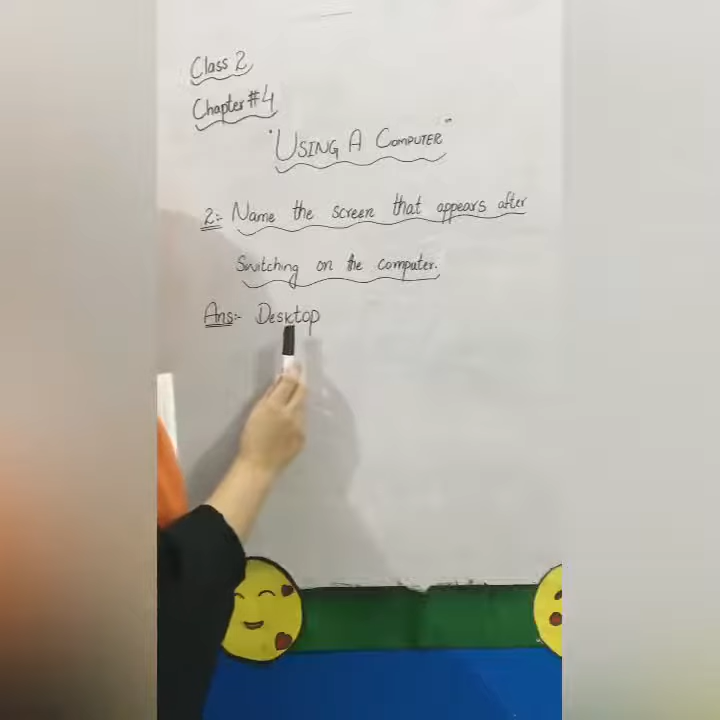 Class 2
Chapter #4
"USING A COMPUTER"
2:- Name the screen that appears after
Switching on the computer.
Ans:- Desktop